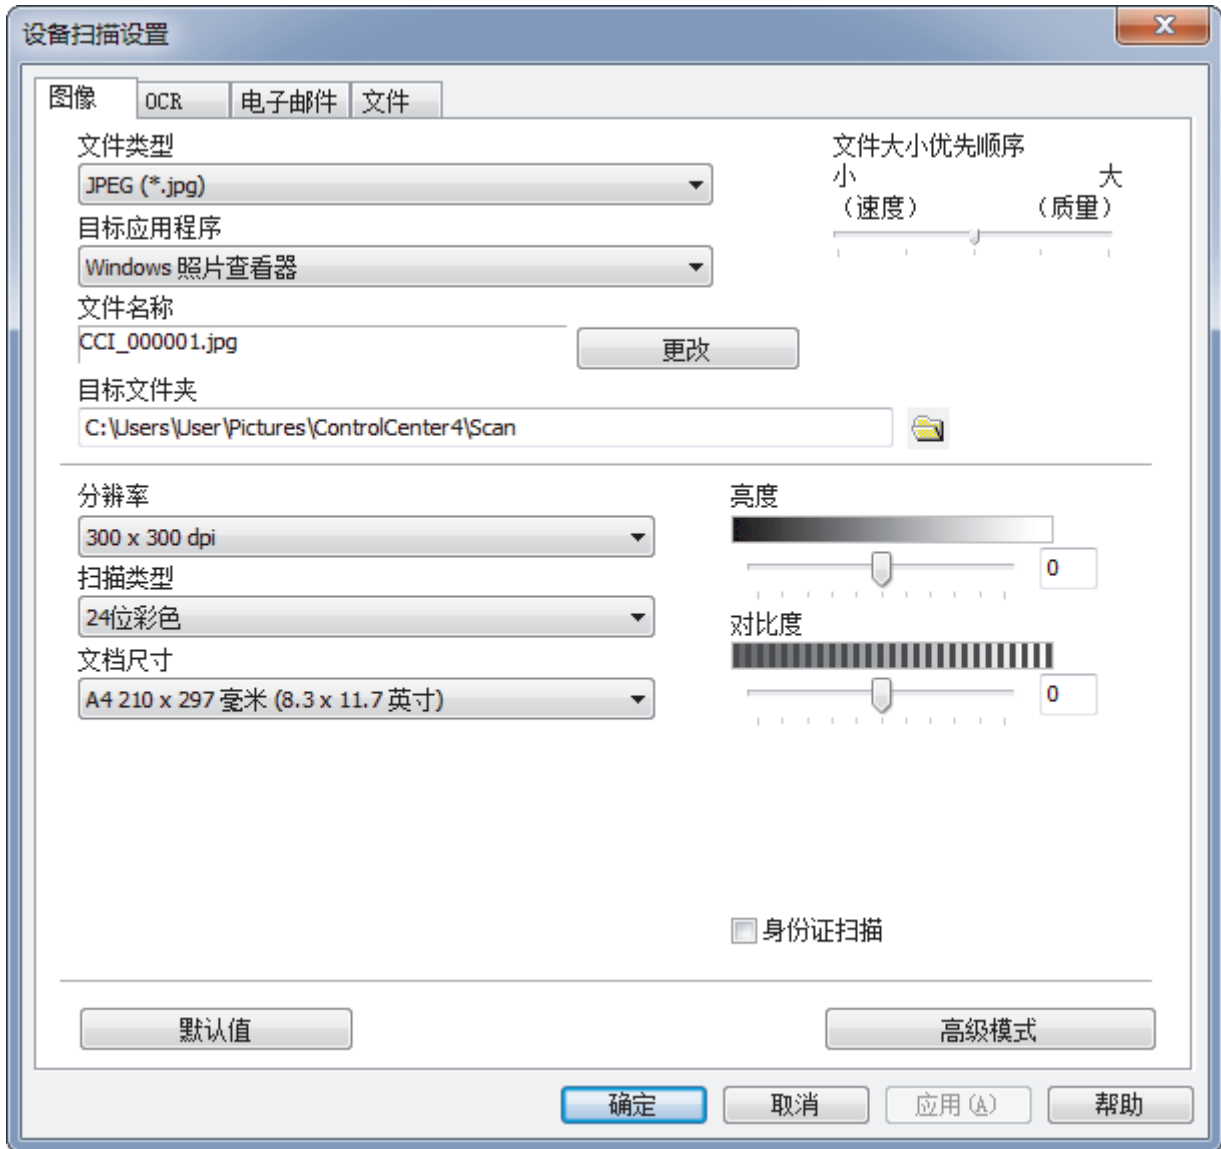 设备扫描设置
图像 OCR 电子邮件 文件
文件类型
JPEG (*.jpg)
目标应用程序
Windows 照片查看器
文件名称
CCI_000001.jpg
更改
目标文件夹
C:\Users\User\Pictures\ControlCenter4\Scan
文件大小优先顺序
小 大
（速度） （质量）
分辨率
300 x 300 dpi
扫描类型
24位彩色
文档尺寸
A4 210 x 297 毫米 (8.3 x 11.7 英寸)
亮度
0
对比度
0
身份证扫描
默认值 高级模式
确定 取消 应用(A) 帮助